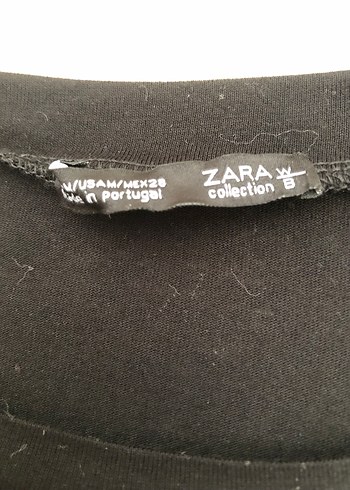 M/USAM/MEX28
in Portugal
ZARA W/B
collection